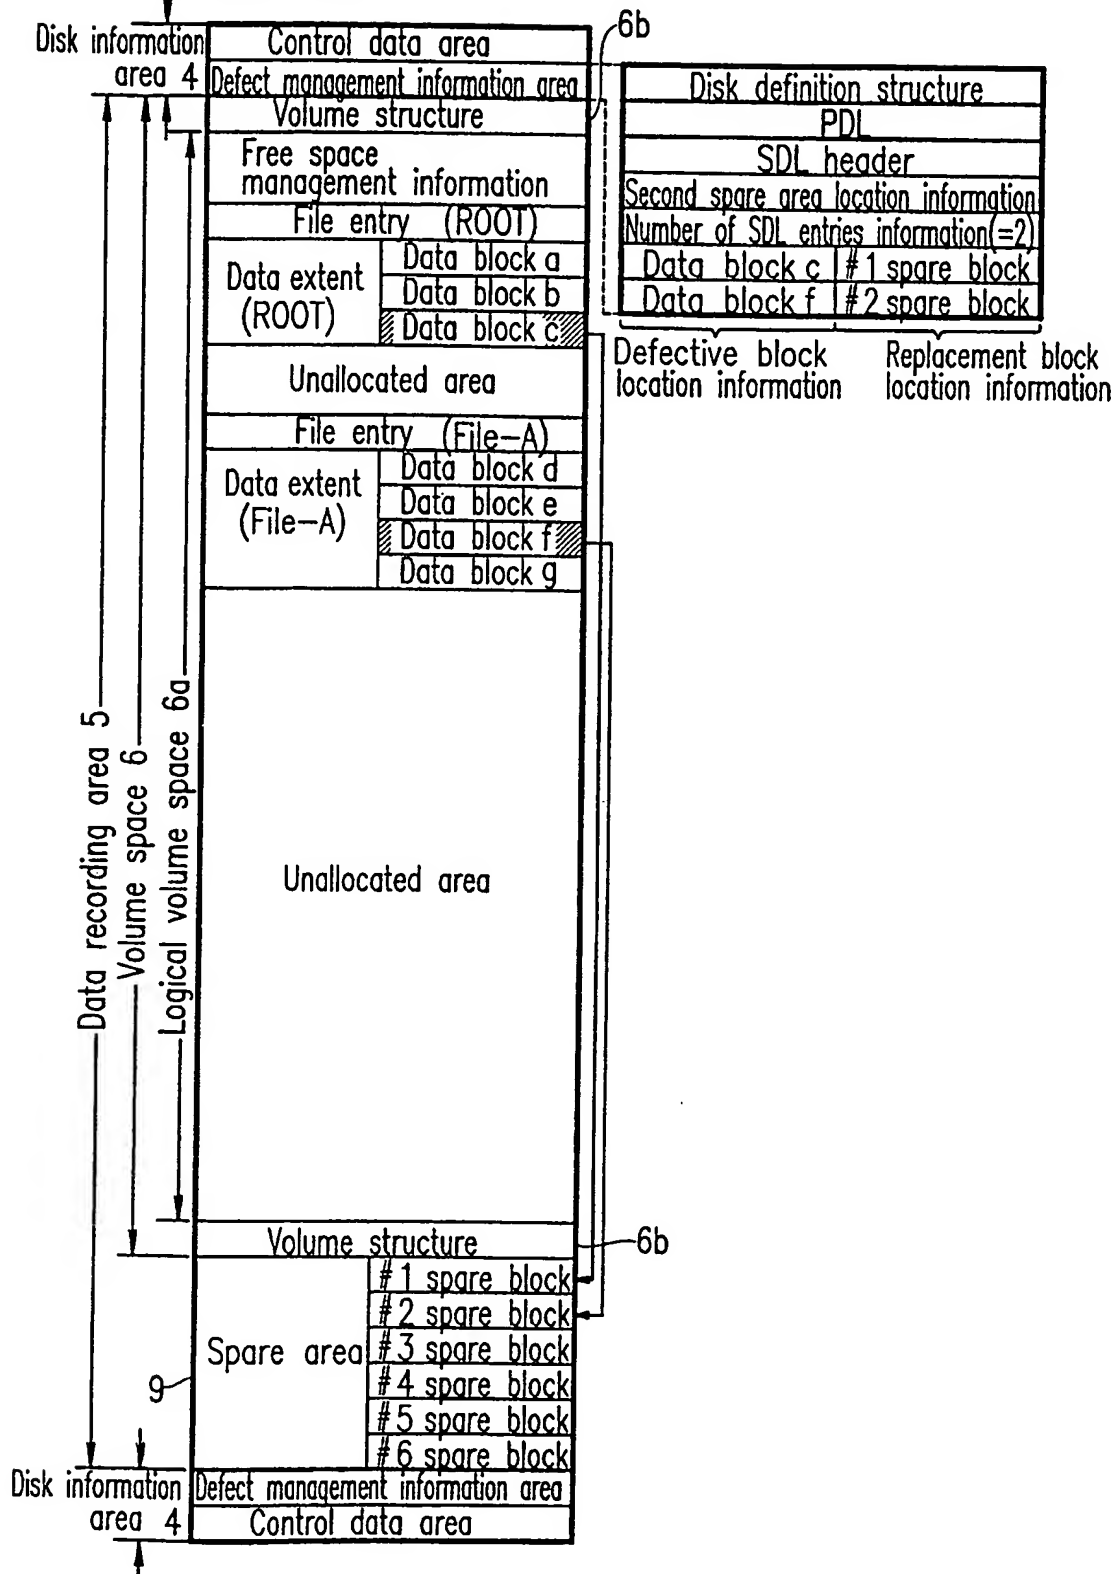 Disk information
area 4
Control data area
Defect management information area
6b
Volume structure
Free space
management information
File entry (ROOT)
Data extent
(ROOT)
Data block a
Data block b
Data block c
Unallocated area
File entry (File-A)
Data extent
(File-A)
Data block d
Data block e
Data block f
Data block g
Unallocated area
Disk definition structure
PDL
SDL header
Second spare area location information
Number of SDL entries information(=2)
Data block c #1 spare block
Data block f #2 spare block
Defective block
location information
Replacement block
location information
Data recording area 5
Volume space 6
Logical volume space 6a
Volume structure
6b
Spare area
9
#1 spare block
#2 spare block
#3 spare block
#4 spare block
#5 spare block
#6 spare block
Disk information
area 4
Defect management information area
Control data area